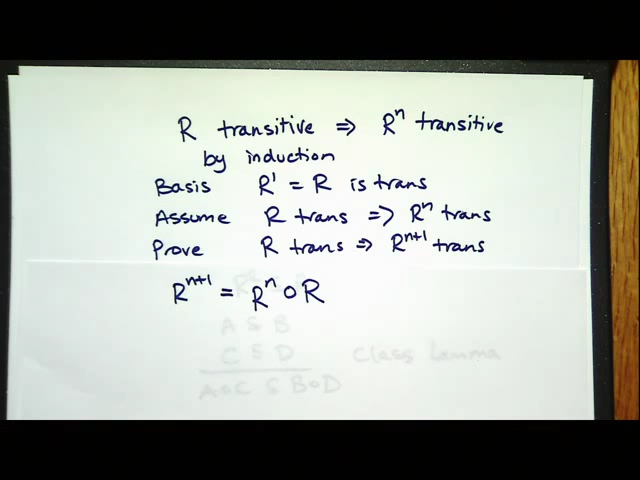 R transitive ⇒ Rⁿ transitive
by induction
Basis R¹ = R is trans
Assume R trans ⇒ Rⁿ trans
Prove R trans ⇒ Rⁿ⁺¹ trans
Rⁿ⁺¹ = Rⁿ ∘ R
A ⊆ B
C ⊆ D Class Lemma
A∘C ⊆ B∘D